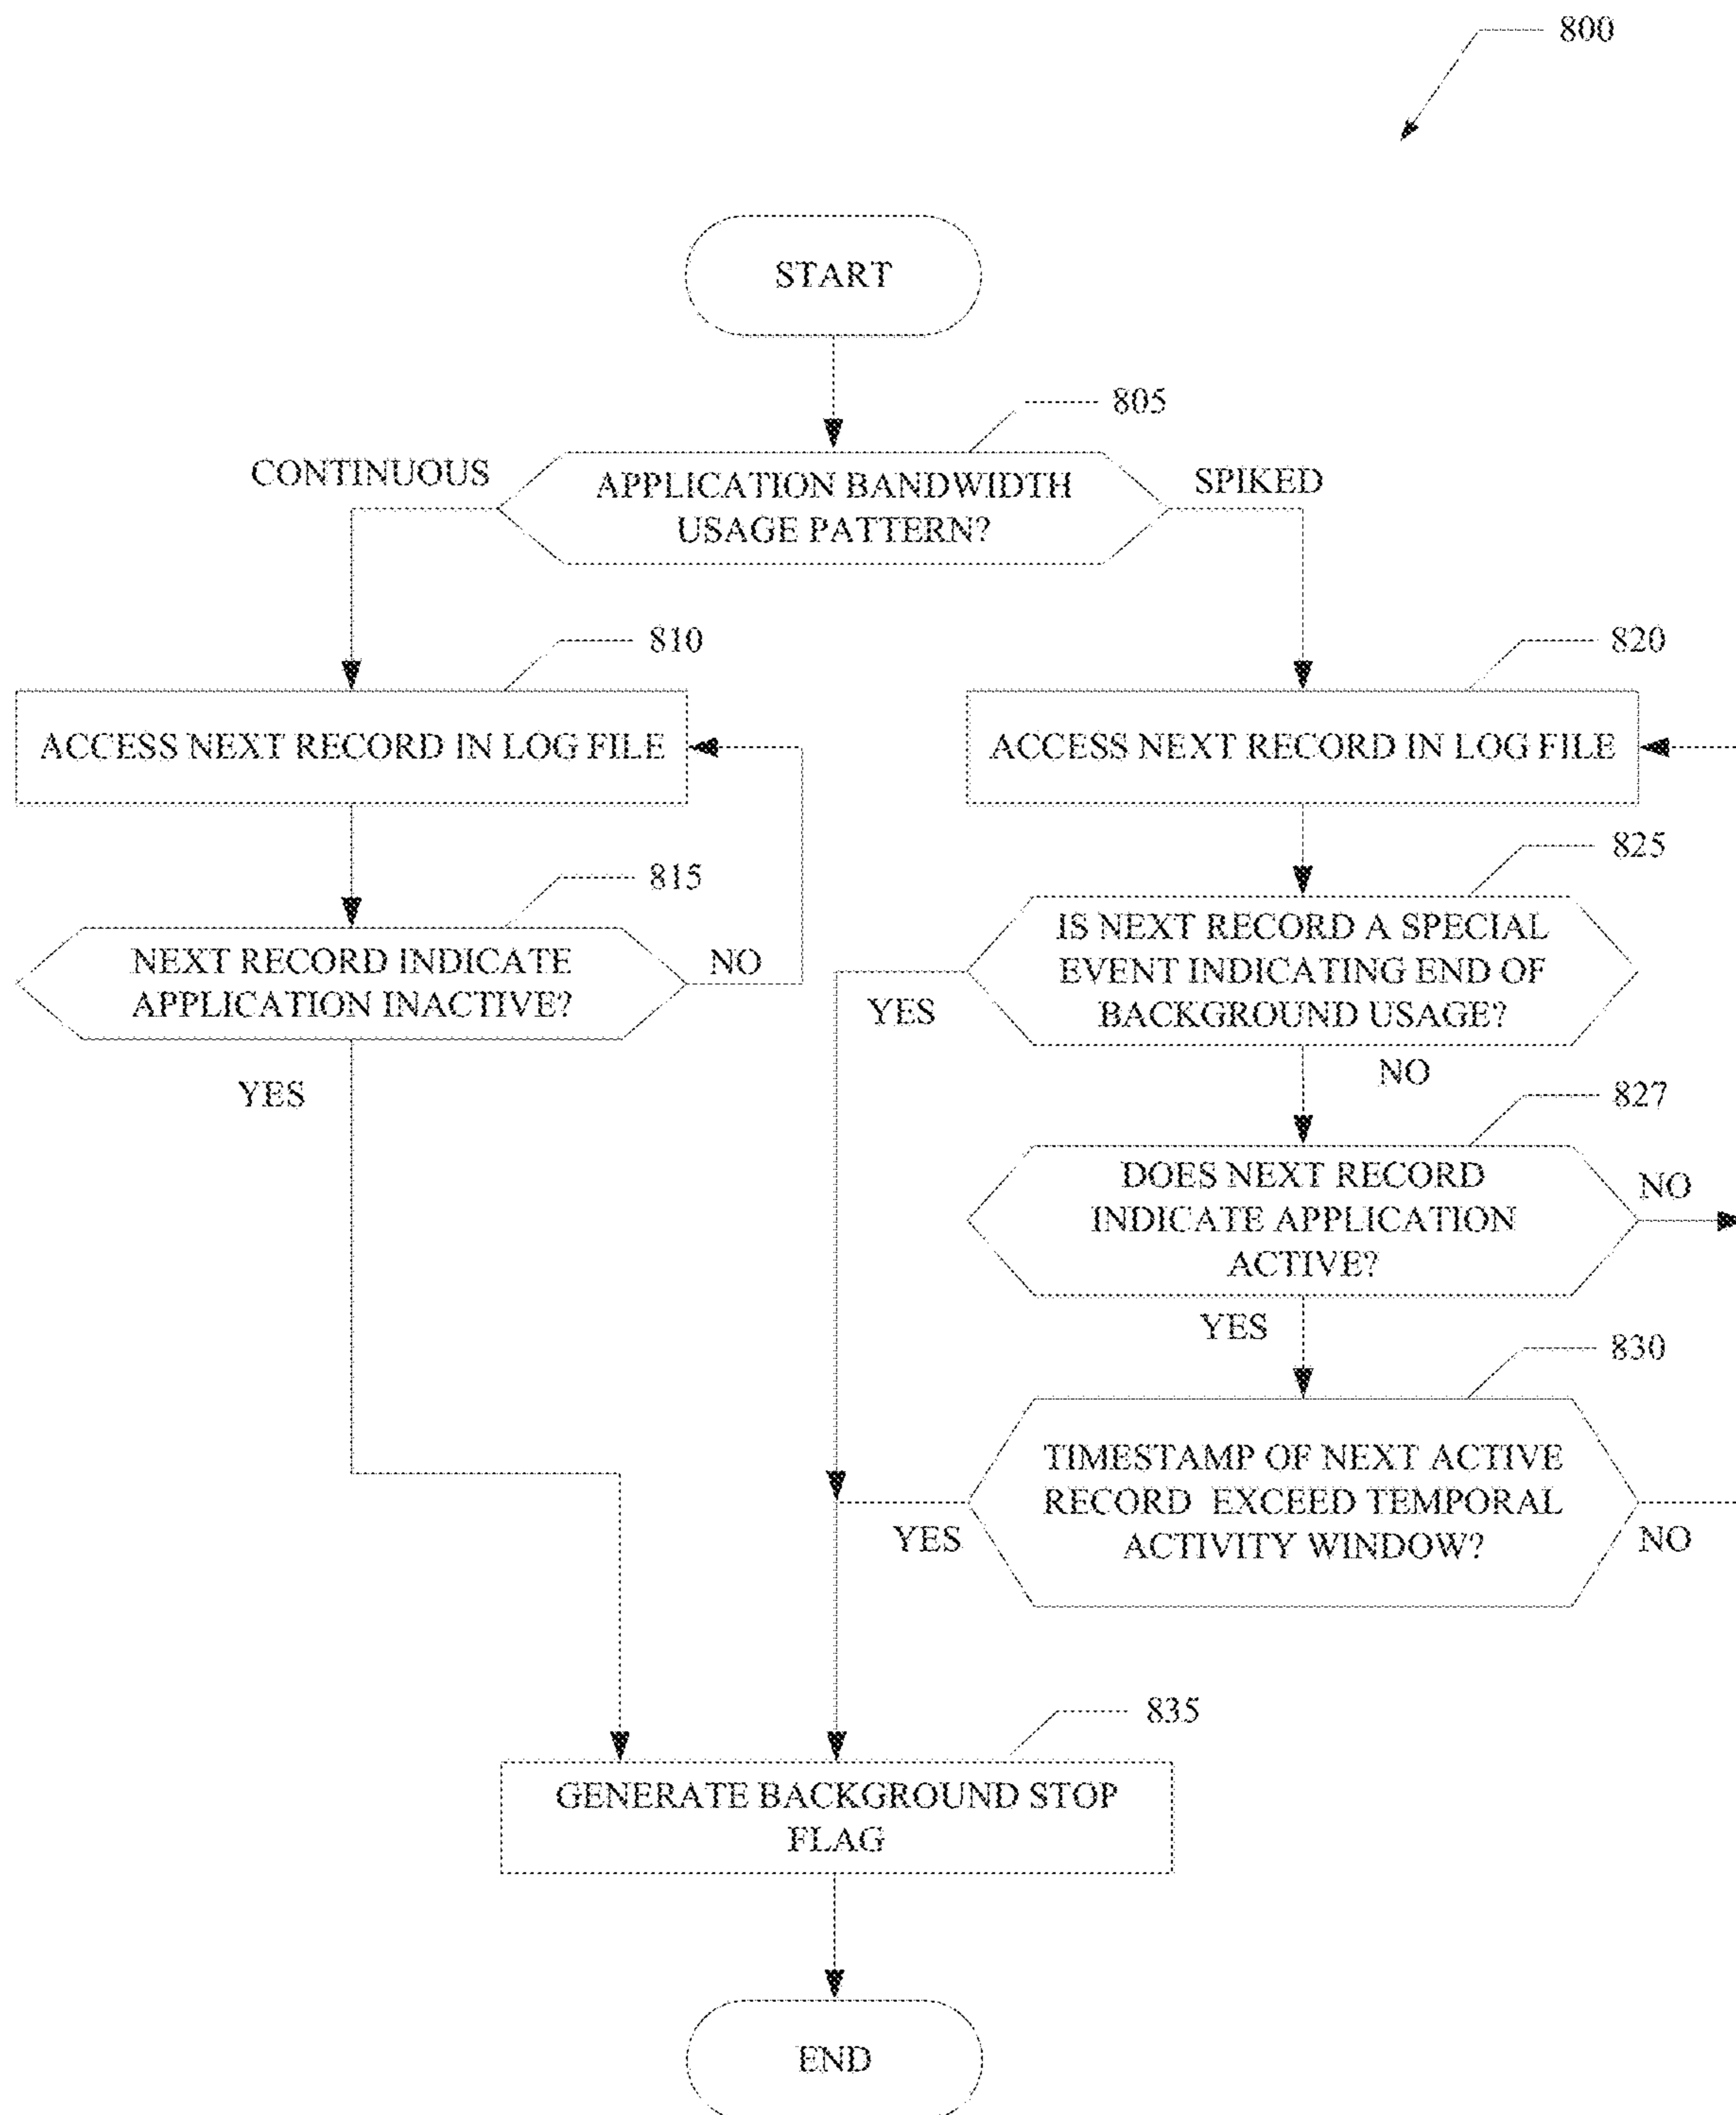 800
START
805
CONTINUOUS
APPLICATION BANDWIDTH
USAGE PATTERN?
SPIKED
810
820
ACCESS NEXT RECORD IN LOG FILE
ACCESS NEXT RECORD IN LOG FILE
815
825
NEXT RECORD INDICATE
APPLICATION INACTIVE?
NO
IS NEXT RECORD A SPECIAL
EVENT INDICATING END OF
BACKGROUND USAGE?
YES
NO
YES
827
DOES NEXT RECORD
INDICATE APPLICATION
ACTIVE?
NO
YES
830
TIMESTAMP OF NEXT ACTIVE
RECORD EXCEED TEMPORAL
ACTIVITY WINDOW?
YES
NO
835
GENERATE BACKGROUND STOP
FLAG
END